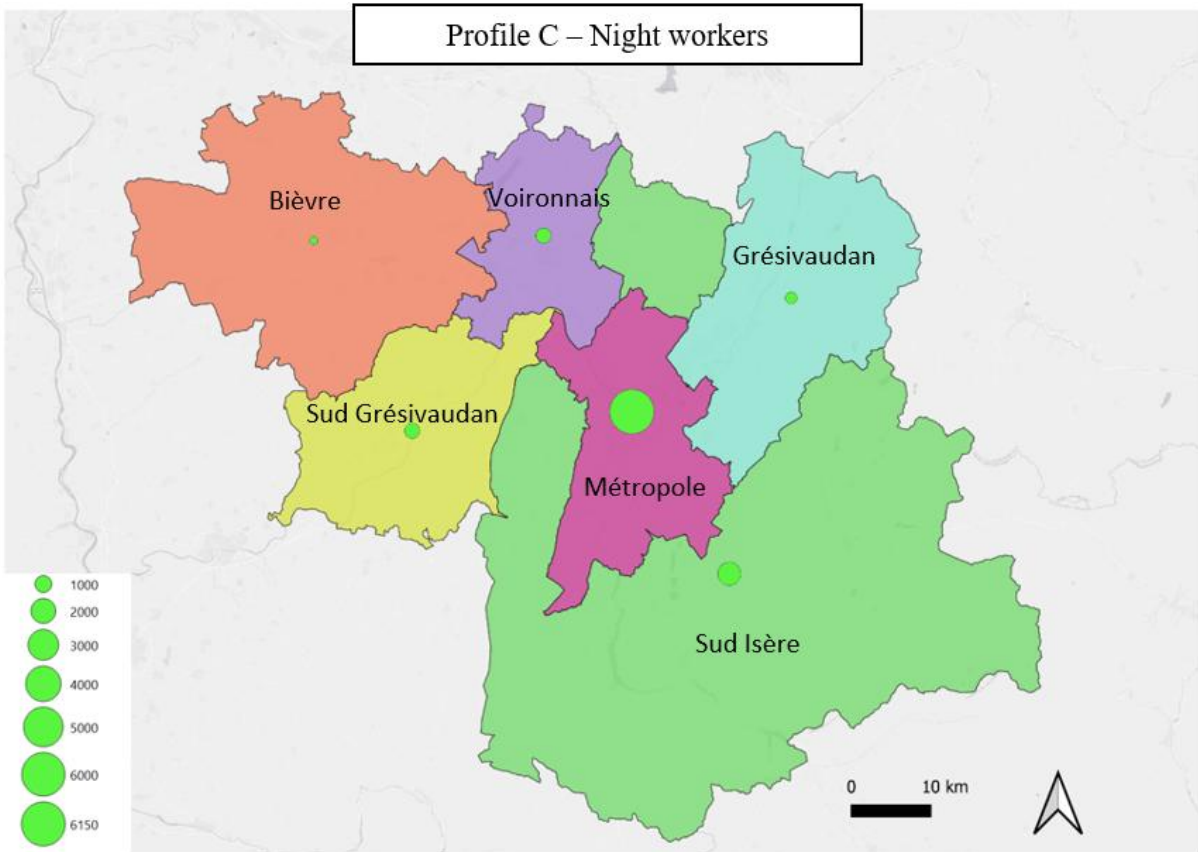 Profile C – Night workers
Bièvre
Voironnais
Grésivaudan
Sud Grésivaudan
Métropole
Sud Isère
1000
2000
3000
4000
5000
6000
6150
0 10 km